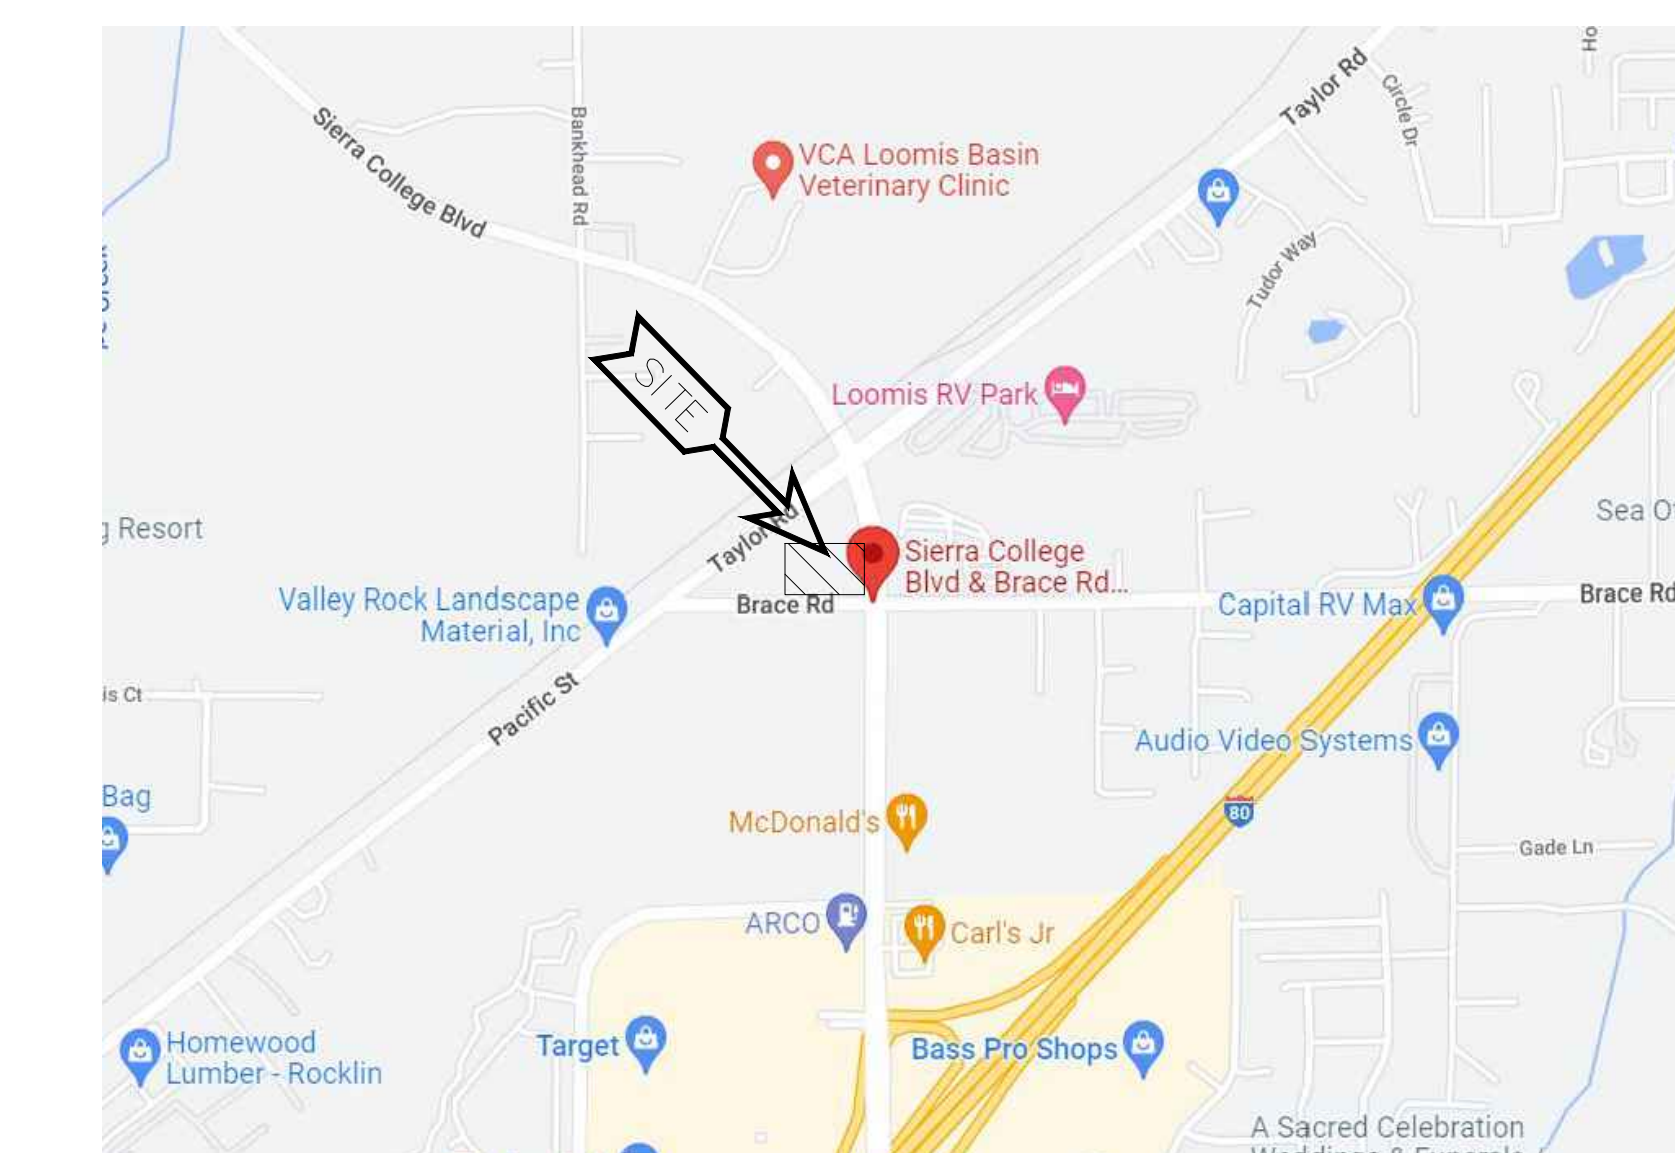 Ho
Taylor Rd
Circle Dr
Sierra College Blvd
Bankhead Rd
VCA Loomis Basin
Veterinary Clinic
Tudor Way
SITE
Loomis RV Park
g Resort
Taylor Rd
Sea O
Sierra College
Blvd & Brace Rd...
Valley Rock Landscape
Material, Inc
Brace Rd
Capital RV Max
Brace Rd
is Ct
Pacific St
Audio Video Systems
Bag
McDonald's
80
Gade Ln
ARCO
Carl's Jr
Homewood
Lumber - Rocklin
Target
Bass Pro Shops
A Sacred Celebration